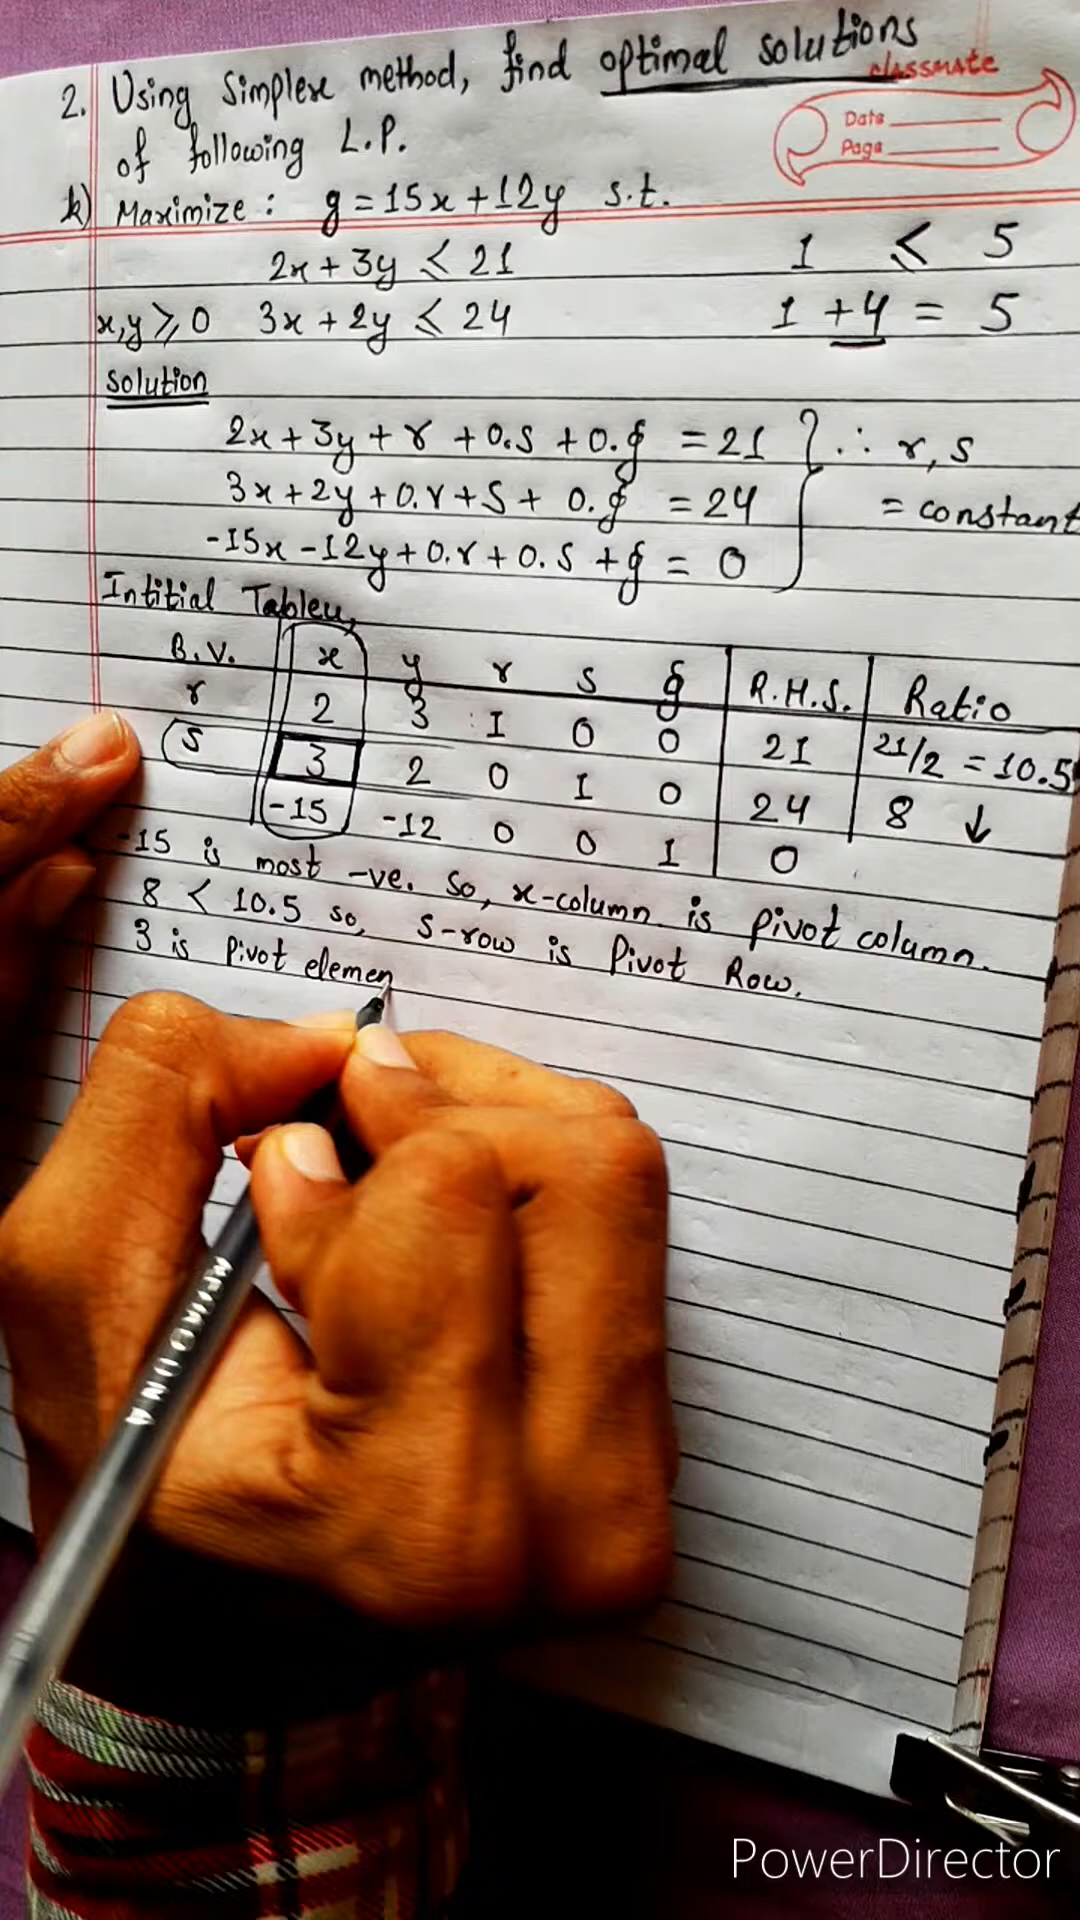 2. Using Simplex method, find optimal solutions
classmate
Date
Page
of following L.P.
k) Maximize: g = 15x + 12y s.t.
2x + 3y ≤ 21
1 ≤ 5
x,y ≥ 0 3x + 2y ≤ 24
1 + 4 = 5
Solution
2x + 3y + r + 0.s + 0.g = 21 } ∴ r, s
3x + 2y + 0.r + s + 0.g = 24 = constant
-15x - 12y + 0.r + 0.s + g = 0
Intitial Tableu,
B.V. x y r s g R.H.S. Ratio
r 2 3 1 0 0 21 21/2 = 10.5
s 3 2 0 1 0 24 8 ↓
-15 -12 0 0 1 0
-15 is most -ve. So, x-column is pivot column.
8 < 10.5 so, s-row is Pivot Row.
3 is Pivot elemen
PowerDirector